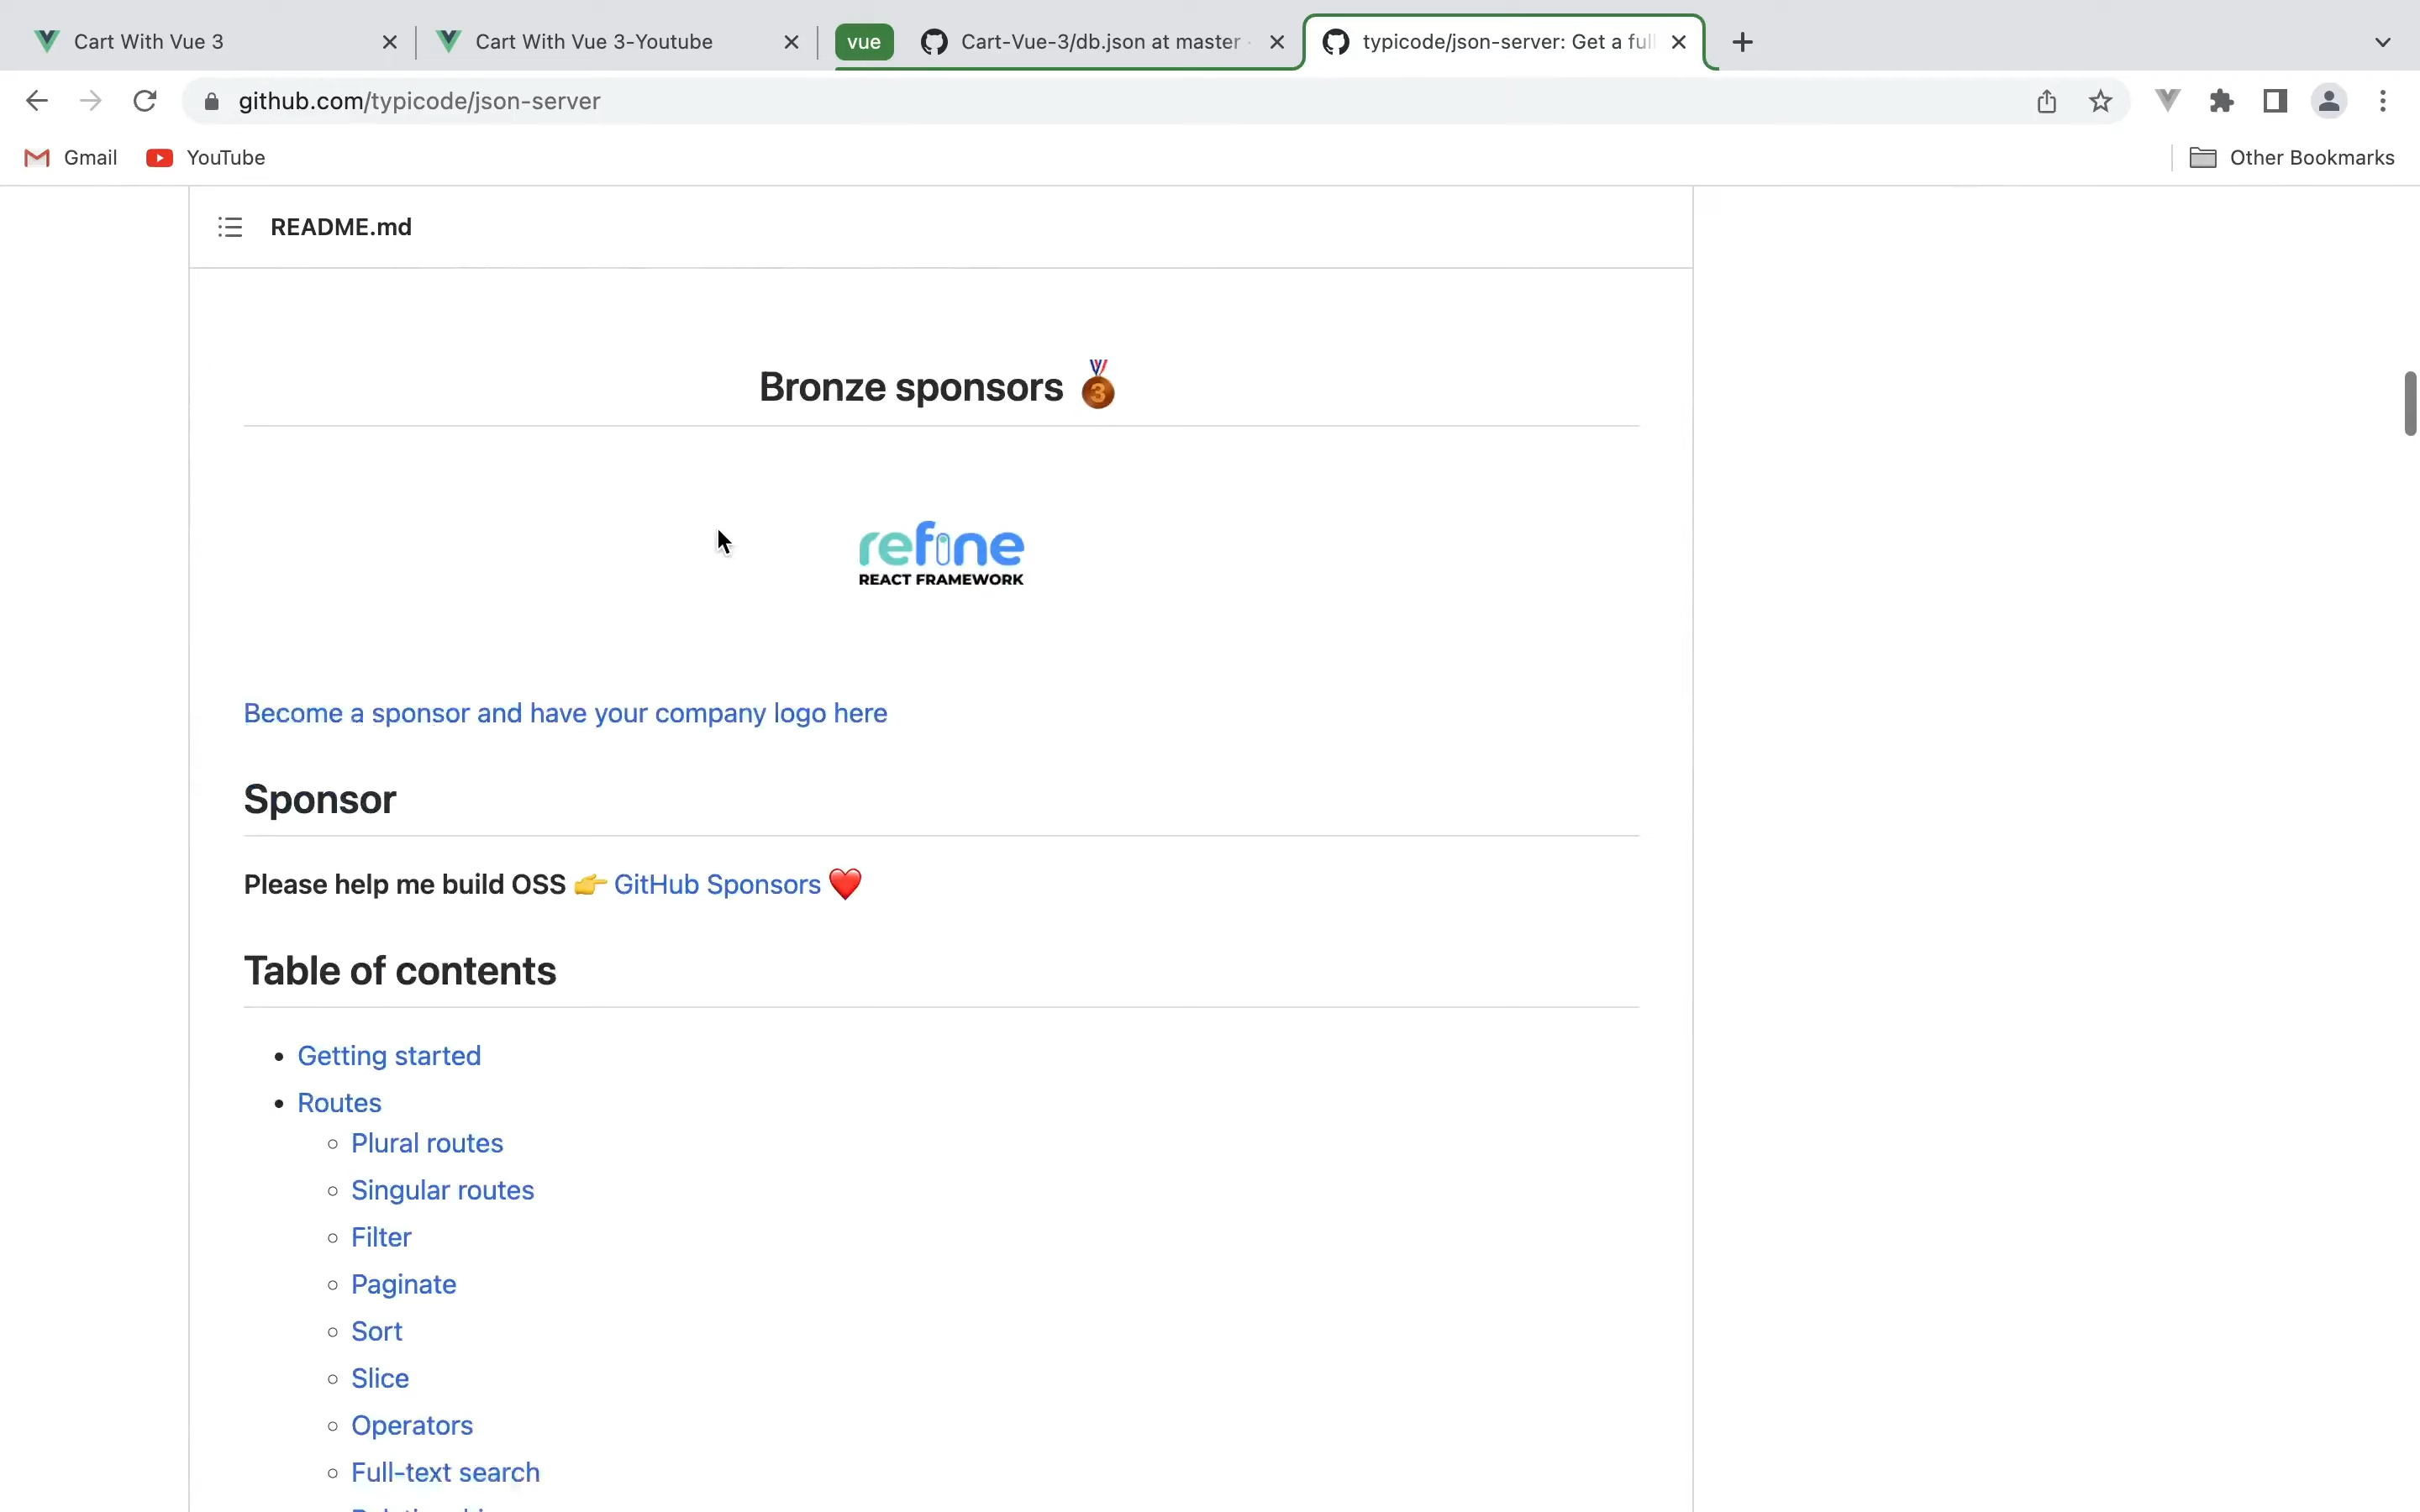 Cart With Vue 3
Cart With Vue 3-Youtube
vue
Cart-Vue-3/db.json at master
typicode/json-server: Get a ful
github.com/typicode/json-server
Gmail
YouTube
Other Bookmarks
README.md
Bronze sponsors
refine
REACT FRAMEWORK
Become a sponsor and have your company logo here
Sponsor
Please help me build OSS 👉 GitHub Sponsors ❤️
Table of contents
Getting started
Routes
Plural routes
Singular routes
Filter
Paginate
Sort
Slice
Operators
Full-text search